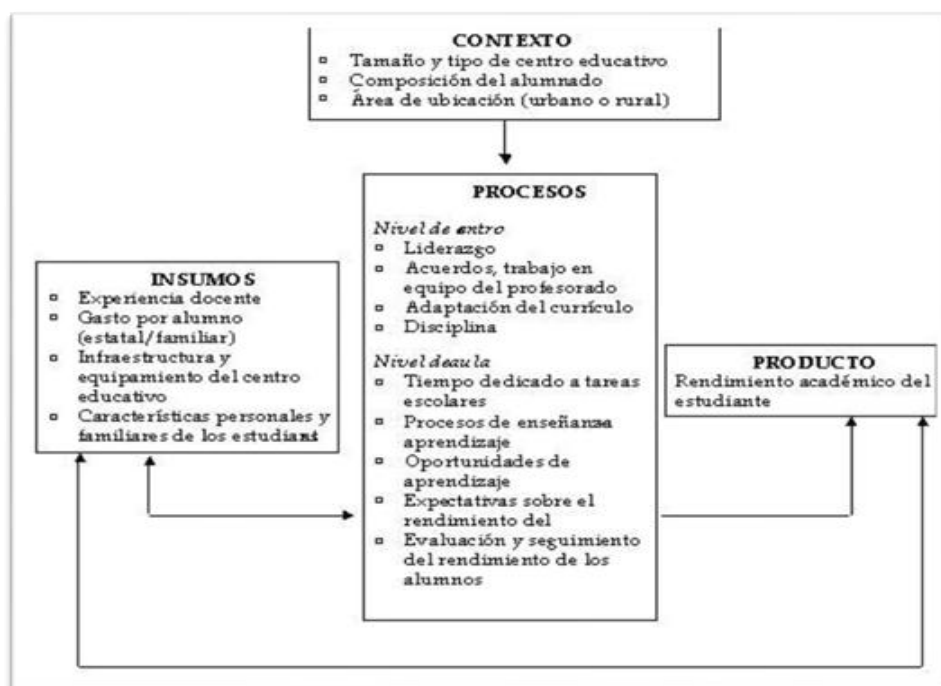 CONTEXTO
▫ Tamaño y tipo de centro educativo
▫ Composición del alumnado
▫ Área de ubicación (urbano o rural)
PROCESOS
Nivel de entro
▫ Liderazgo
▫ Acuerdos, trabajo en
equipo del profesorado
▫ Adaptación del currículo
▫ Disciplina
Nivel deaula
▫ Tiempo dedicado a tareas
escolares
▫ Procesos de enseñanza
aprendizaje
▫ Oportunidades de
aprendizaje
▫ Expectativas sobre el
rendimiento del
▫ Evaluación y seguimiento
del rendimiento de los
alumnos
INSUMOS
▫ Experiencia docente
▫ Gasto por alumno
(estatal/familiar)
▫ Infraestructura y
equipamiento del centro
educativo
▫ Características personales y
familiares de los estudiant
PRODUCTO
Rendimiento académico del
estudiante